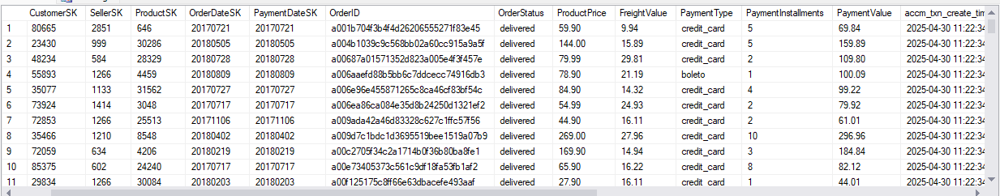 CustomerSK SellerSK ProductSK OrderDateSK PaymentDateSK OrderID OrderStatus ProductPrice FreightValue PaymentType PaymentInstallments PaymentValue accm_txn_create_tim
1 80665 2851 646 20170721 20170721 a001b704f3b4f4d26206555271f83e45 delivered 59.90 9.94 credit_card 5 69.84 2025-04-30 11:22:34
2 23430 999 30286 20180505 20180505 a004b1039c9c568bb02a60cc915a9a5f delivered 144.00 15.89 credit_card 5 159.89 2025-04-30 11:22:34
3 48234 584 28329 20180728 20180728 a00687a01571352d823a005e4f3f457e delivered 79.99 29.81 credit_card 2 109.80 2025-04-30 11:22:34
4 55893 1266 4459 20180809 20180809 a006aaefd88b5bb6c7ddcecc74916db3 delivered 78.90 21.19 boleto 1 100.09 2025-04-30 11:22:34
5 35077 1133 31562 20170727 20170727 a006e96e455871265c8ca46cf83bf54c delivered 84.90 14.32 credit_card 4 99.22 2025-04-30 11:22:34
6 73924 1414 3048 20170717 20170717 a006ea86ca084e35d8b24250d1321ef2 delivered 54.99 24.93 credit_card 2 79.92 2025-04-30 11:22:34
7 72853 1266 25513 20171106 20171106 a009ada42a46d83328c627c1ffc57f56 delivered 44.90 16.11 credit_card 2 61.01 2025-04-30 11:22:34
8 35466 1210 8548 20180402 20180402 a009d7c1bdc1d3695519bee1519a07b9 delivered 269.00 27.96 credit_card 10 296.96 2025-04-30 11:22:34
9 72059 634 4206 20180219 20180219 a00c2705f34c2a1714b0f36b80ba8fe1 delivered 169.90 14.94 credit_card 3 184.84 2025-04-30 11:22:34
10 85375 602 24240 20170717 20170717 a00e73405373c561c9df18fa53fb1af2 delivered 65.90 16.22 credit_card 8 82.12 2025-04-30 11:22:34
11 29834 1266 30084 20180203 20180203 a00f125175c8ff66e63dbacefe493aaf delivered 27.90 16.11 credit_card 1 44.01 2025-04-30 11:22:34